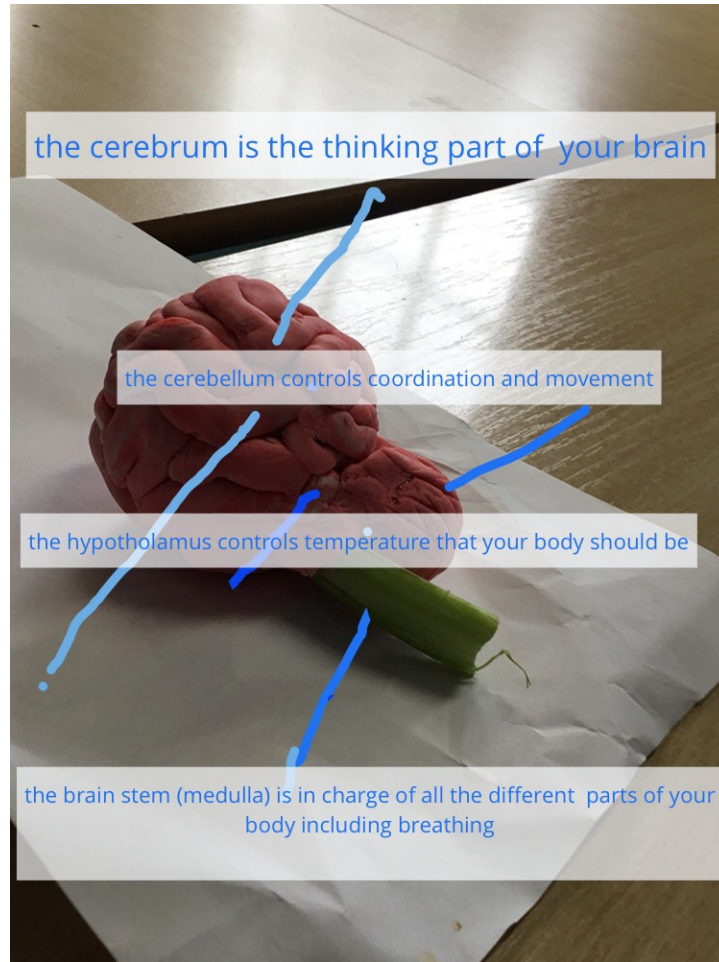 the cerebrum is the thinking part of  your brain
the cerebellum controls coordination and movement
the hypotholamus controls temperature that your body should be
the brain stem (medulla) is in charge of all the different  parts of your
body including breathing